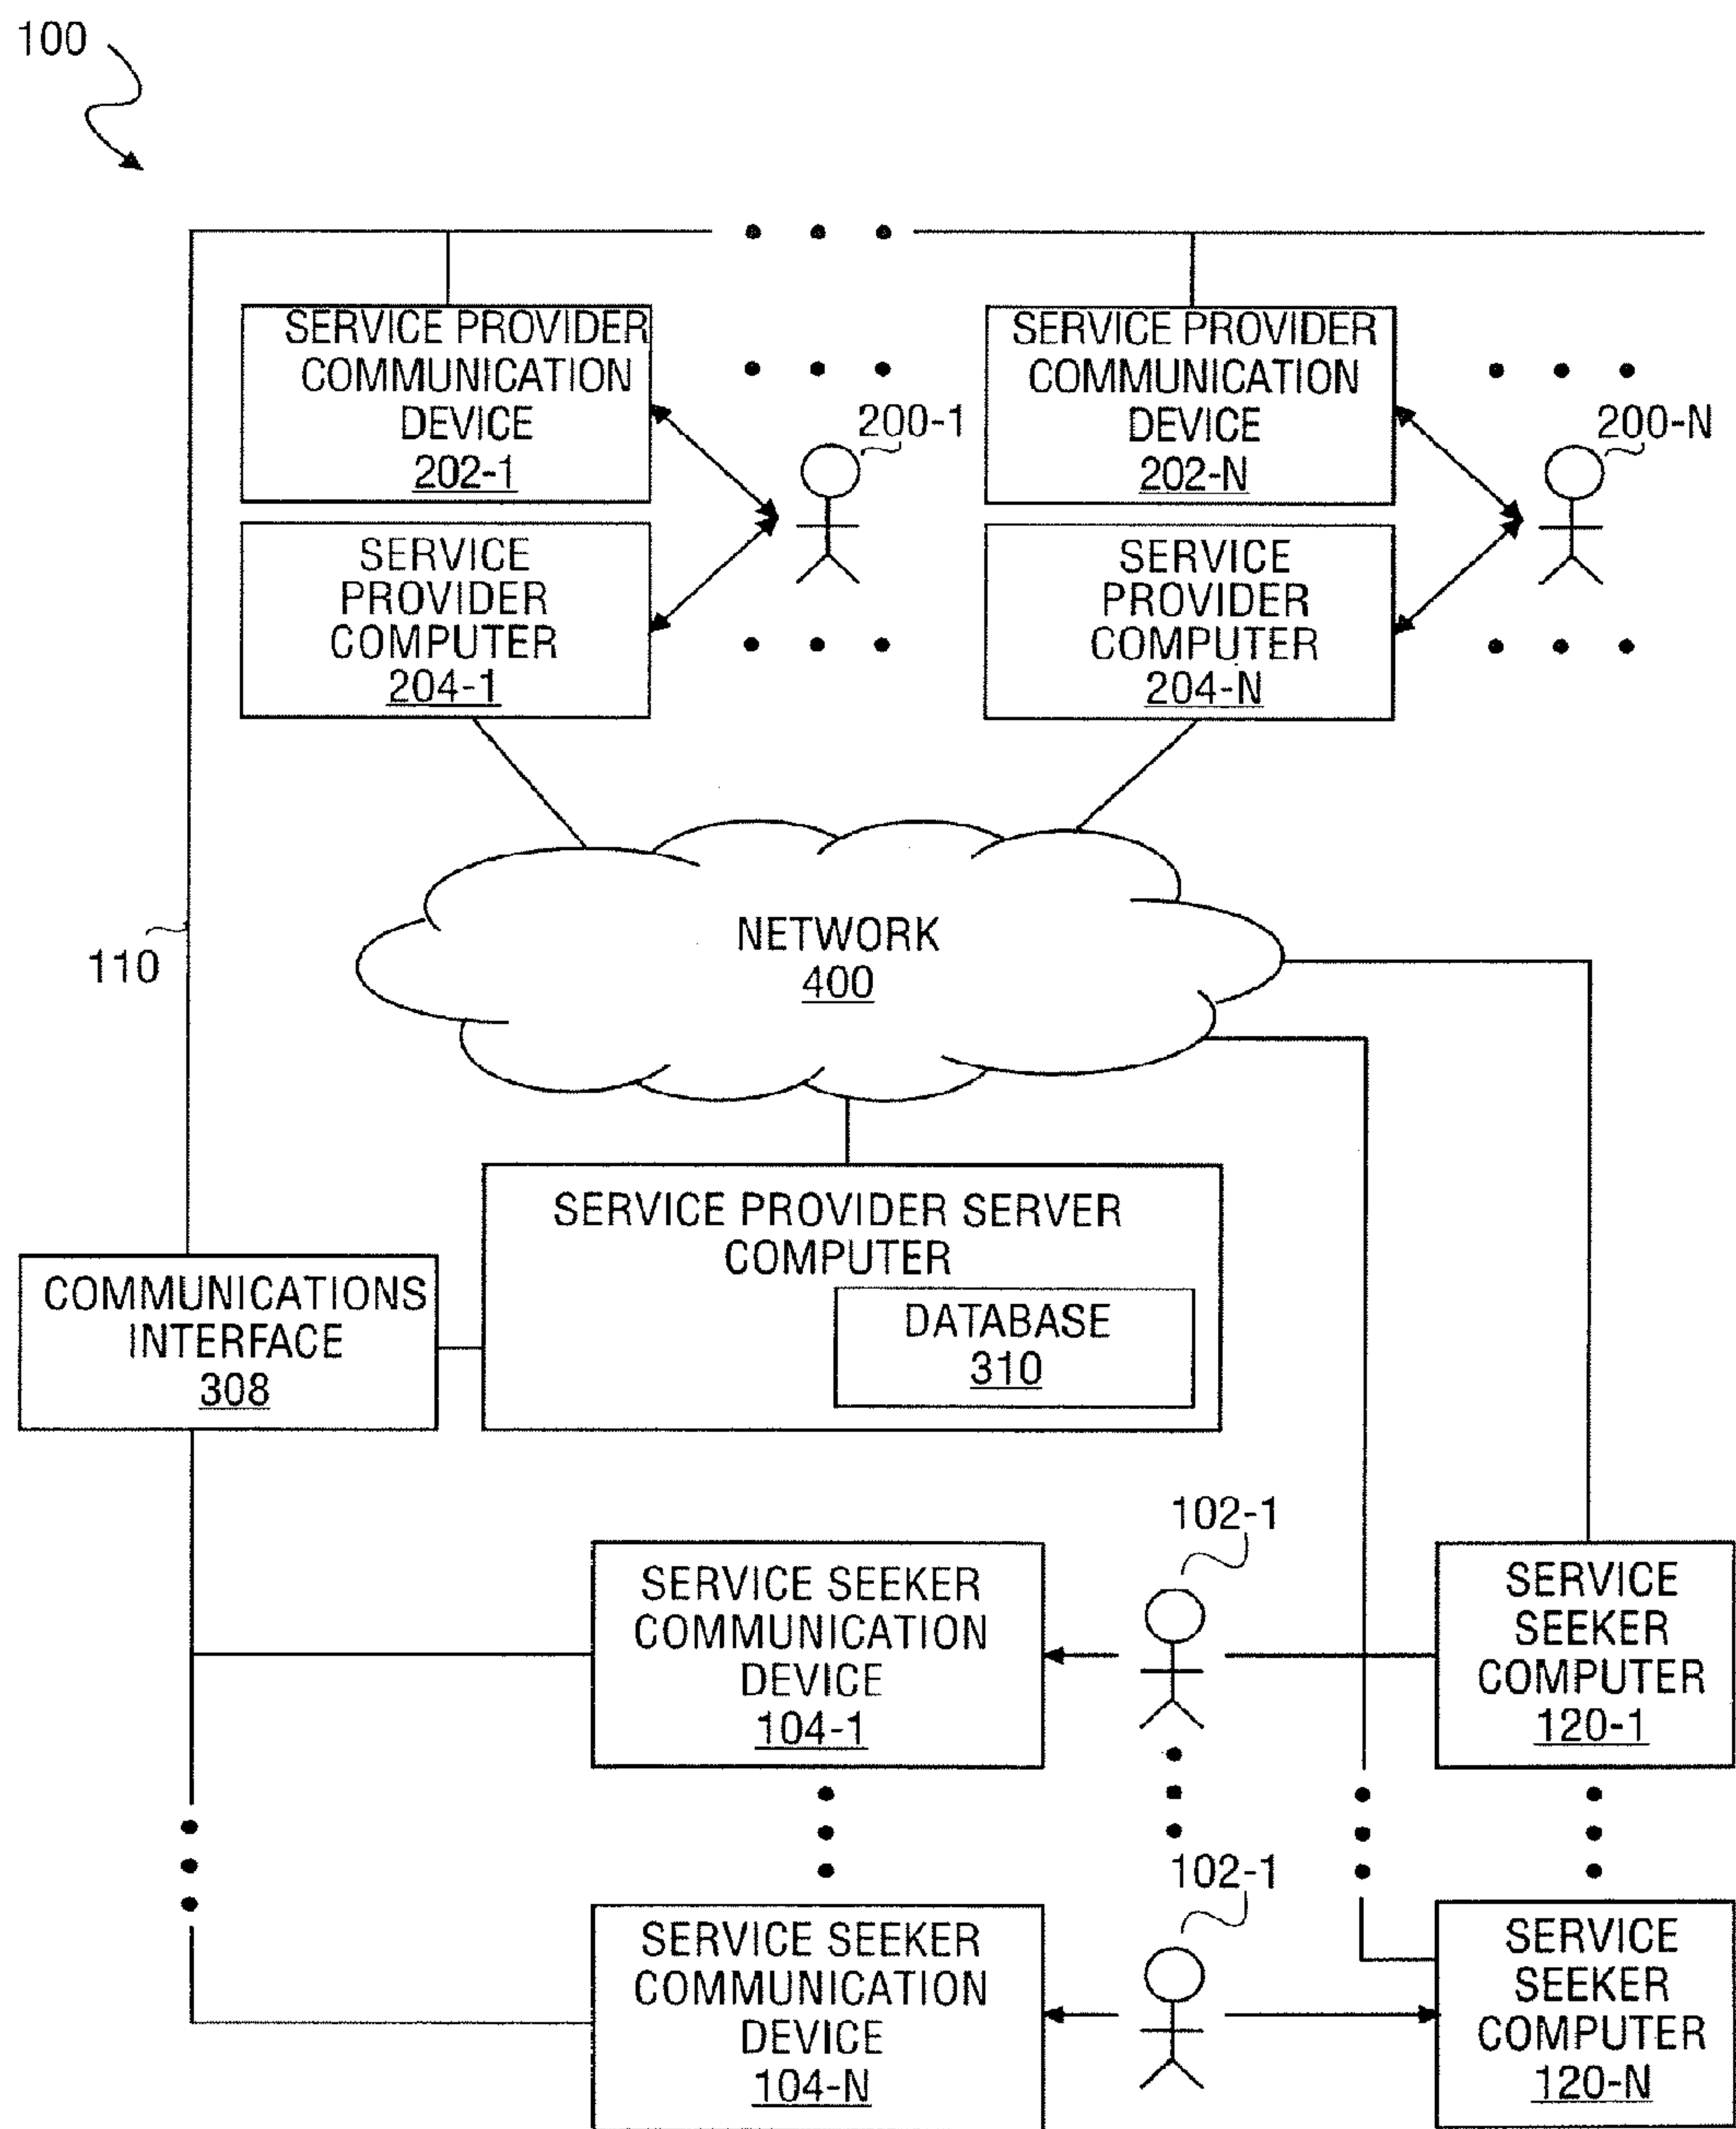 100
SERVICE PROVIDER
COMMUNICATION
DEVICE
202-1
200-1
SERVICE PROVIDER
COMMUNICATION
DEVICE
202-N
200-N
SERVICE
PROVIDER
COMPUTER
204-1
SERVICE
PROVIDER
COMPUTER
204-N
NETWORK
400
110
SERVICE PROVIDER SERVER
COMPUTER
DATABASE
310
COMMUNICATIONS
INTERFACE
308
102-1
SERVICE SEEKER
COMMUNICATION
DEVICE
104-1
SERVICE
SEEKER
COMPUTER
120-1
102-1
SERVICE SEEKER
COMMUNICATION
DEVICE
104-N
SERVICE
SEEKER
COMPUTER
120-N